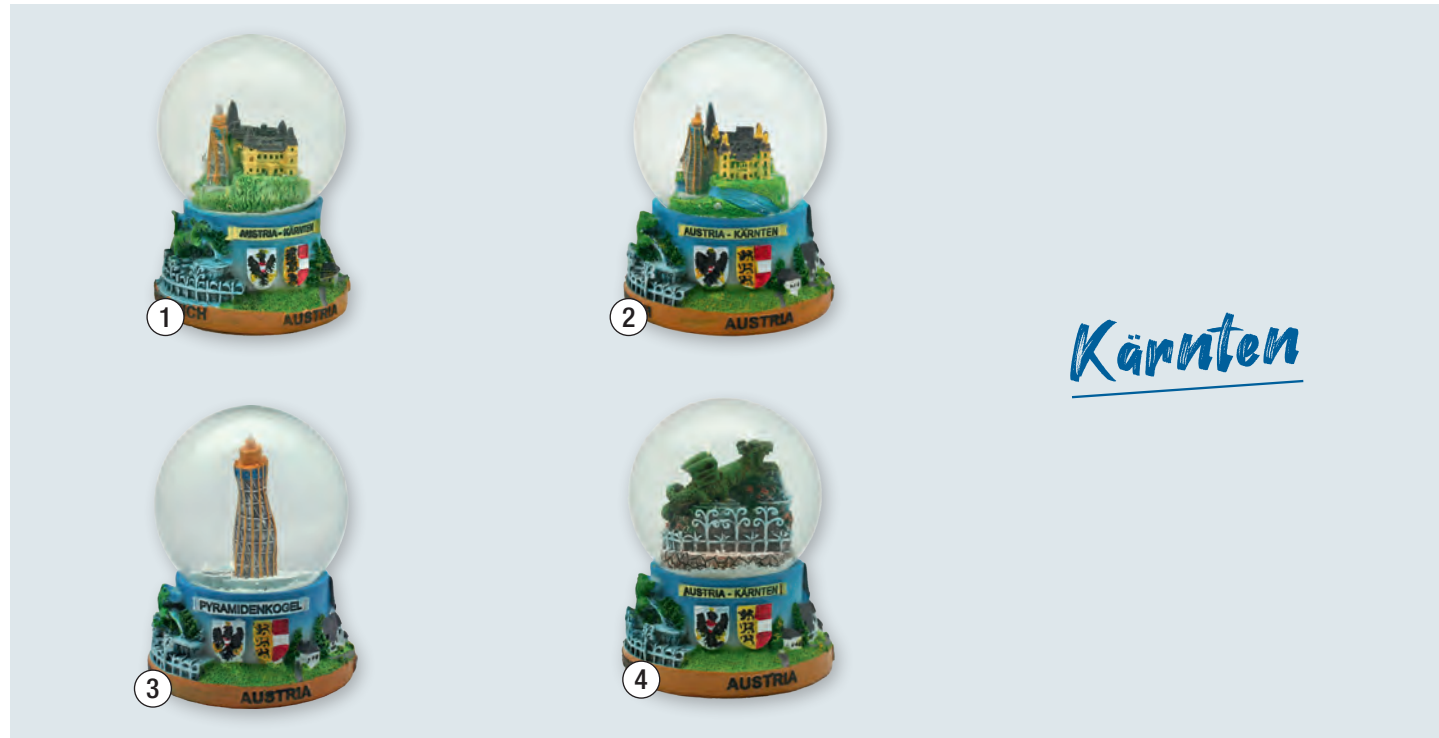 AUSTRIA - KÄRNTEN
AUSTRIA
1
AUSTRIA - KÄRNTEN
AUSTRIA
2
Kärnten
PYRAMIDENKOGEL
AUSTRIA
3
AUSTRIA - KÄRNTEN
AUSTRIA
4